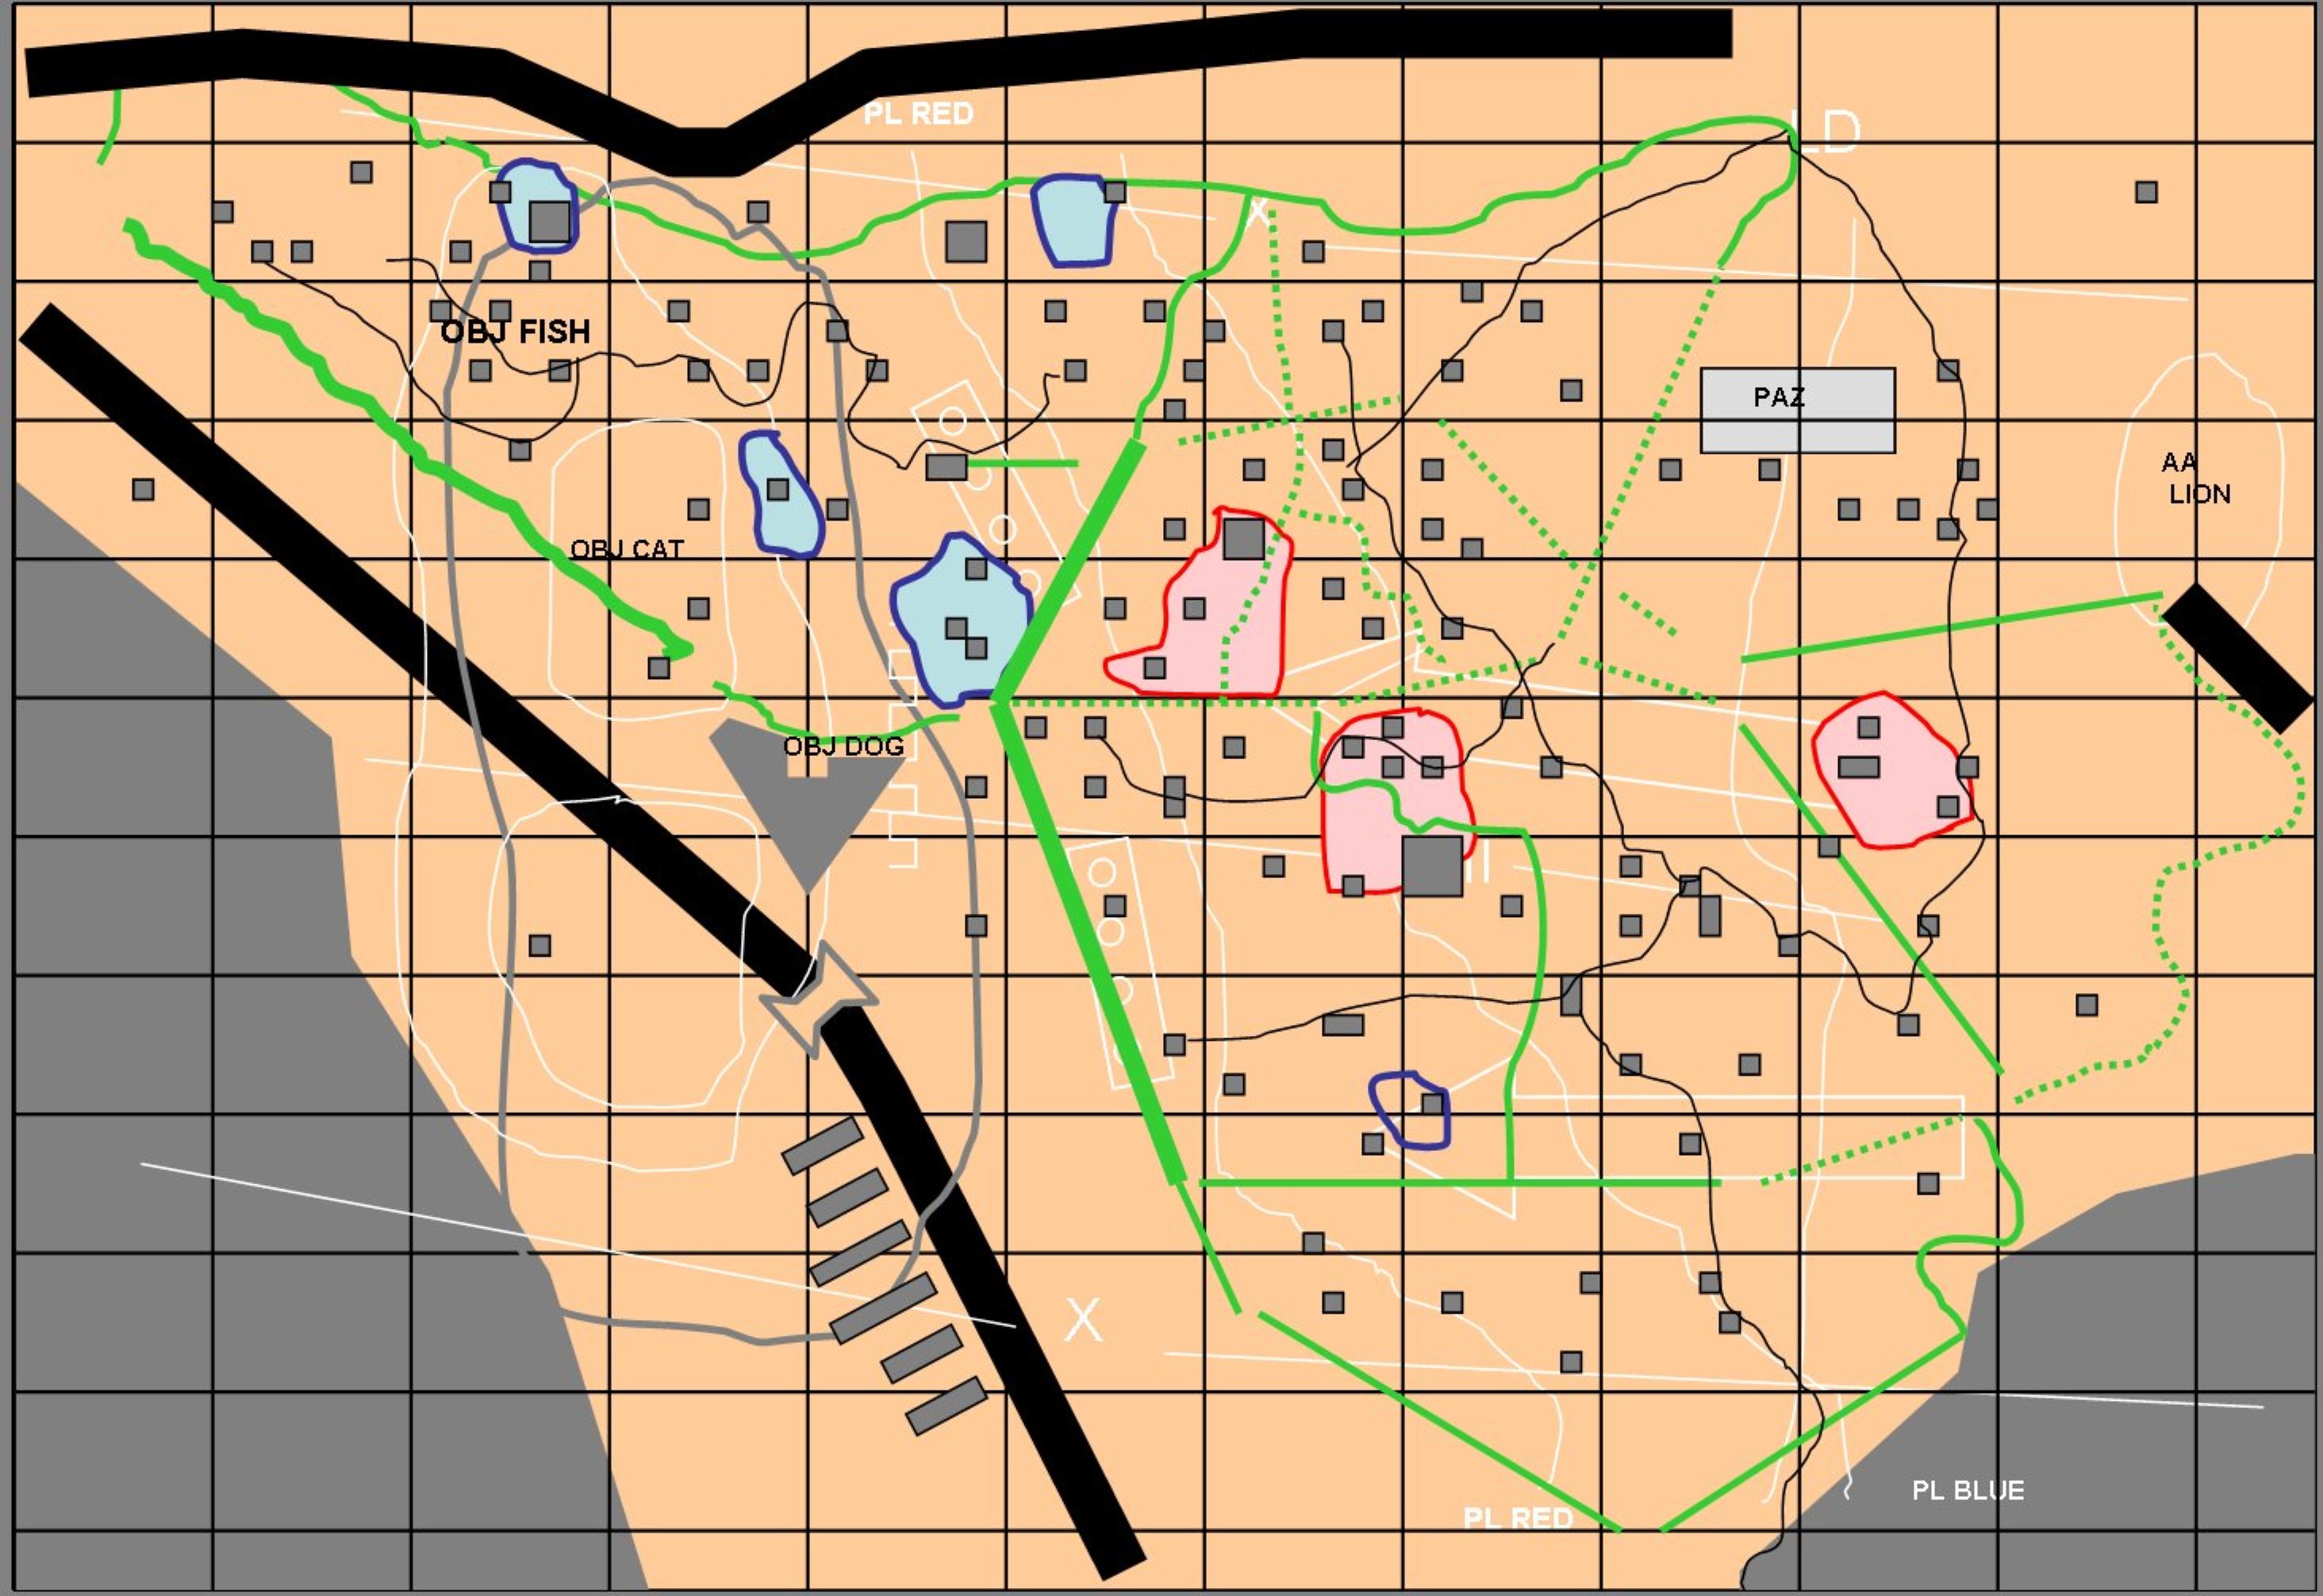 PL RED
LD
X
OBJ FISH
PAZ
AA
LION
OBJ CAT
OBJ DOG
II
X
PL BLUE
PL RED